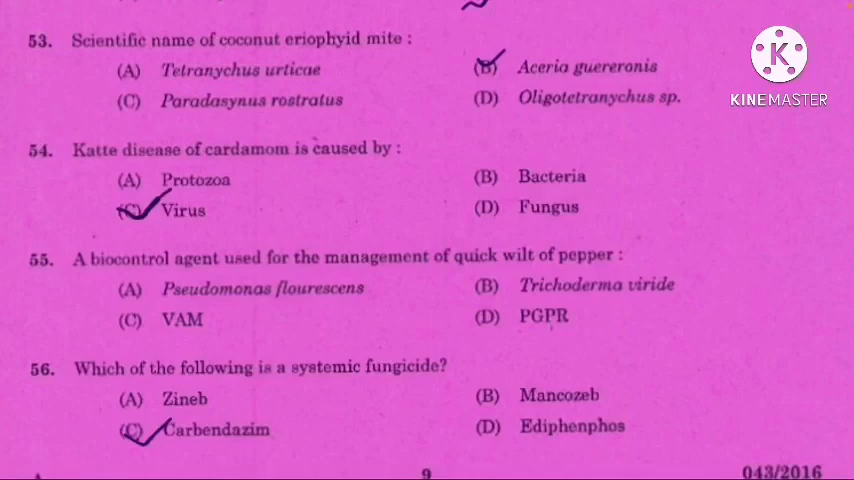 53. Scientific name of coconut eriophyid mite :
(A) Tetranychus urticae (B) Aceria guereronis
(C) Paradasynus rostratus (D) Oligotetranychus sp.
K
KINEMASTER
54. Katte disease of cardamom is caused by :
(A) Protozoa (B) Bacteria
(C) Virus (D) Fungus
55. A biocontrol agent used for the management of quick wilt of pepper :
(A) Pseudomonas flourescens (B) Trichoderma viride
(C) VAM (D) PGPR
56. Which of the following is a systemic fungicide?
(A) Zineb (B) Mancozeb
(C) Carbendazim (D) Ediphenphos
9 043/2016